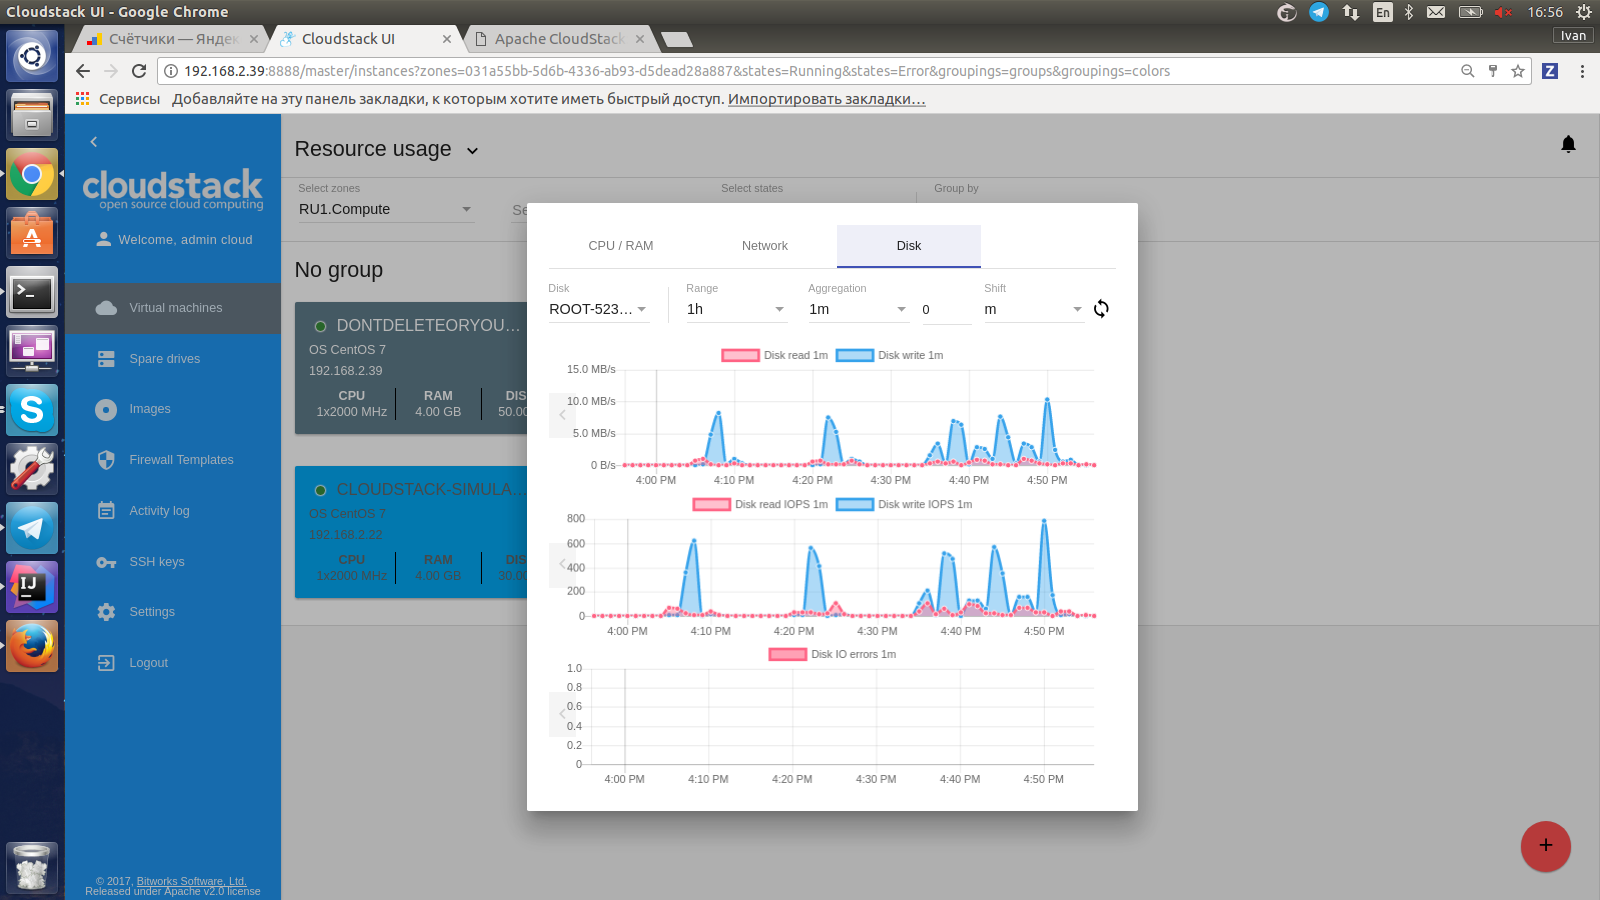 Cloudstack UI - Google Chrome
En
16:56
Счётчики — Яндек
Cloudstack UI
Apache CloudStack
Ivan
192.168.2.39:8888/master/instances?zones=031a55bb-5d6b-4336-ab93-d5dead28a887&states=Running&states=Error&groupings=groups&groupings=colors
Z
Сервисы
Добавляйте на эту панель закладки, к которым хотите иметь быстрый доступ. Импортировать закладки…
cloudstack
open source cloud computing
Welcome, admin cloud
Virtual machines
Spare drives
Images
Firewall Templates
Activity log
SSH keys
Settings
Logout
© 2017, Bitworks Software, Ltd.
Released under Apache v2.0 license
Resource usage
Select zones
Select states
Group by
RU1.Compute
Se
No group
DONTDELETEORYOU…
OS CentOS 7
192.168.2.39
CPU
RAM
DIS
1x2000 MHz
4.00 GB
50.00
CLOUDSTACK-SIMULA…
OS CentOS 7
192.168.2.22
CPU
RAM
DIS
1x2000 MHz
4.00 GB
30.00
CPU / RAM
Network
Disk
Disk
Range
Aggregation
Shift
ROOT-523…
1h
1m
0
m
Disk read 1m
Disk write 1m
15.0 MB/s
10.0 MB/s
5.0 MB/s
0 B/s
4:00 PM
4:10 PM
4:20 PM
4:30 PM
4:40 PM
4:50 PM
Disk read IOPS 1m
Disk write IOPS 1m
800
600
400
200
0
4:00 PM
4:10 PM
4:20 PM
4:30 PM
4:40 PM
4:50 PM
Disk IO errors 1m
1.0
0.8
0.6
0.4
0.2
0
4:00 PM
4:10 PM
4:20 PM
4:30 PM
4:40 PM
4:50 PM